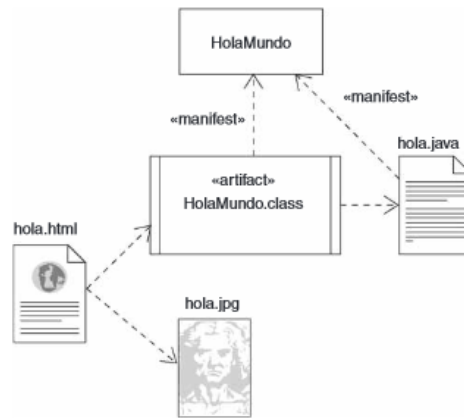 HolaMundo
«manifest»
«manifest»
hola.java
«artifact»
HolaMundo.class
hola.html
hola.jpg